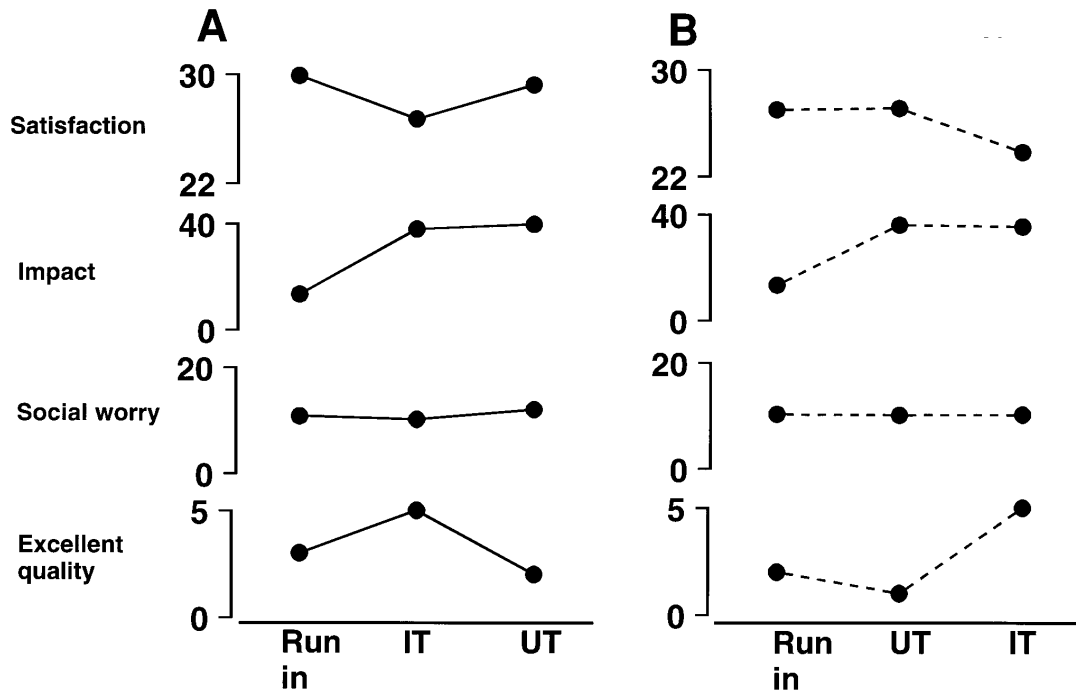 A
B
30
Satisfaction
22
30
22
40
Impact
0
40
0
20
Social worry
0
20
0
5
Excellent
quality
0
5
0
Run
in
IT
UT
Run
in
UT
IT